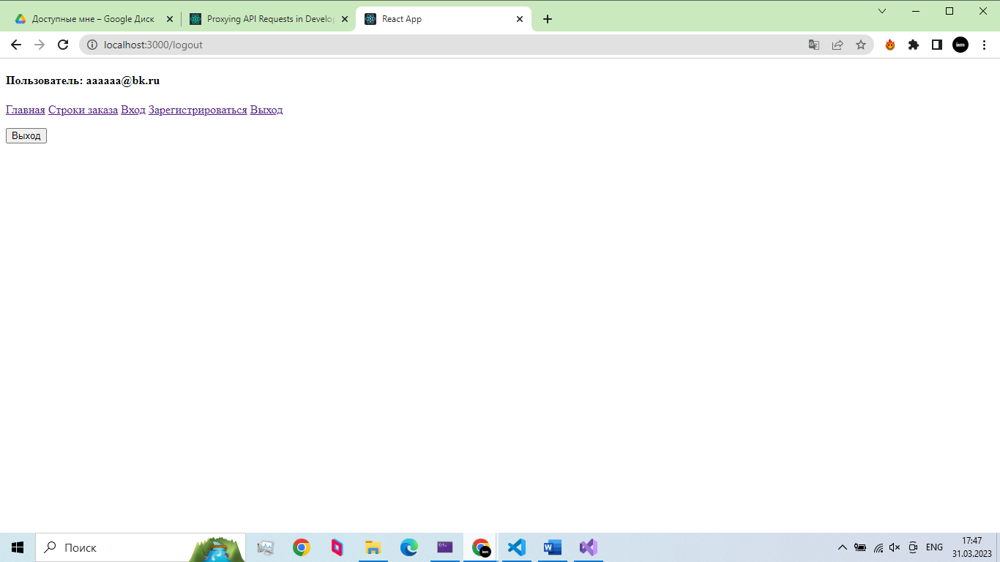 Доступные мне – Google Диск
Proxying API Requests in Develop
React App
localhost:3000/logout
Пользователь: aaaaaa@bk.ru
Главная Строки заказа Вход Зарегистрироваться Выход
Выход
Поиск
ENG
17:47
31.03.2023